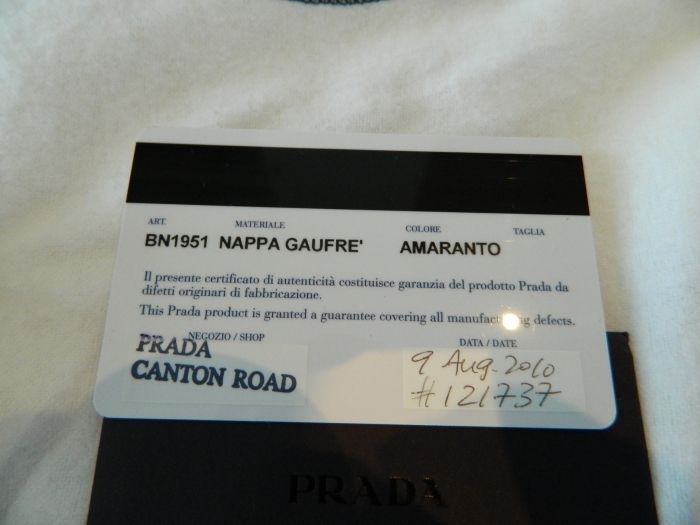 ART. MATERIALE COLORE TAGLIA
BN1951 NAPPA GAUFRE' AMARANTO
Il presente certificato di autenticità costituisce garanzia del prodotto Prada da
difetti originari di fabbricazione.
This Prada product is granted a guarantee covering all manufacturing defects.
NEGOZIO / SHOP DATA / DATE
PRADA
CANTON ROAD
9 Aug. 2010
#121737
PRADA